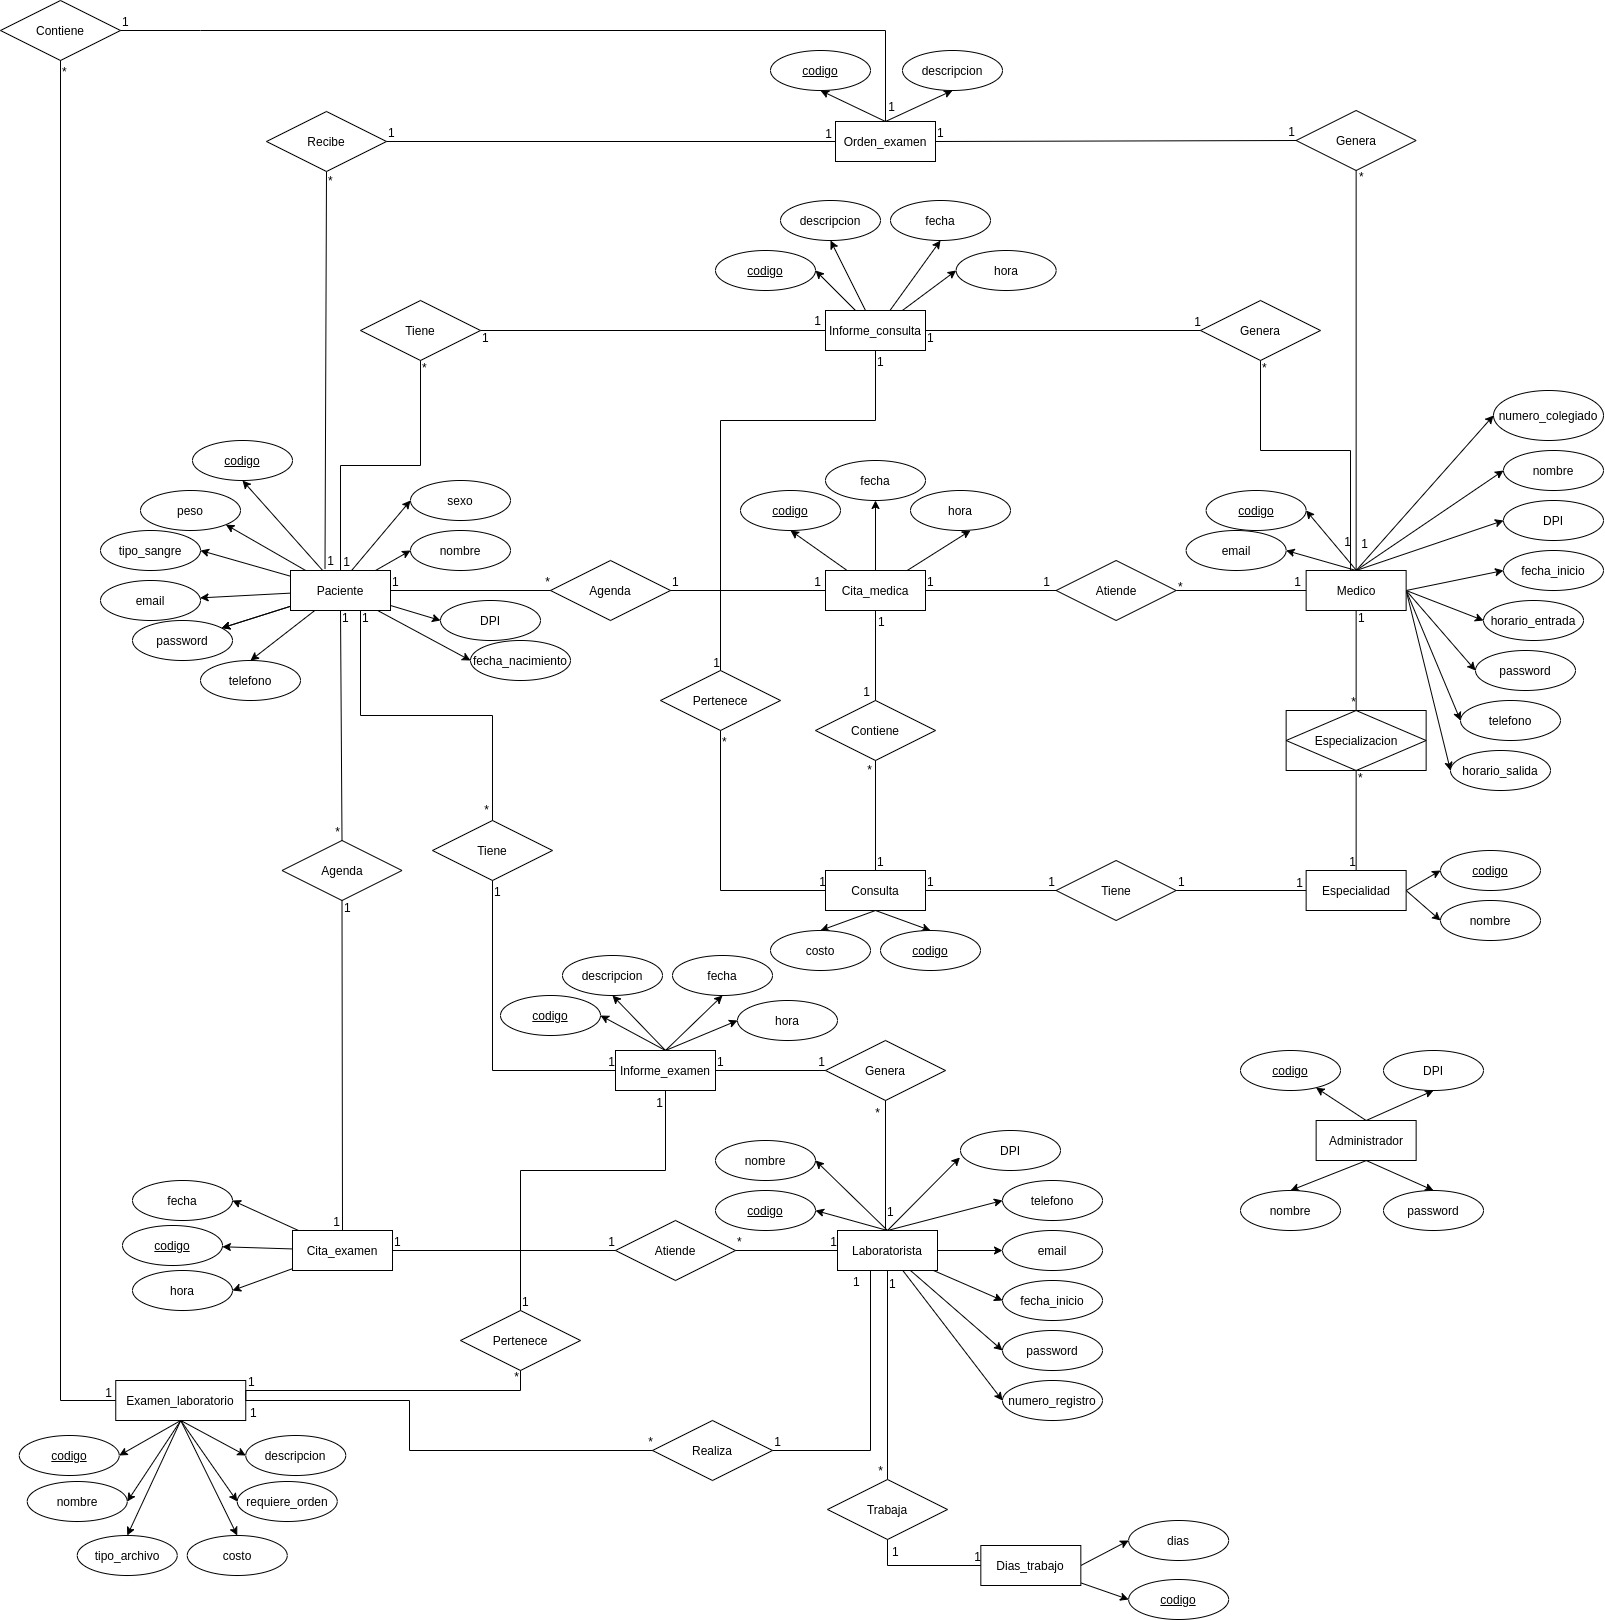 1
Contiene
*
codigo
descripcion
1
1
1
Orden_examen
1
1
Recibe
Genera
*
*
descripcion
fecha
codigo
hora
Tiene
1
1
Informe_consulta
1
1
Genera
*
1
*
numero_colegiado
codigo
nombre
peso
sexo
fecha
codigo
hora
codigo
DPI
tipo_sangre
nombre
email
1
1
1
1
fecha_inicio
Paciente
1
*
Agenda
1
1
Cita_medica
1
1
Atiende
*
1
Medico
email
DPI
horario_entrada
password
1
1
1
1
fecha_nacimiento
password
telefono
1
Pertenece
1
*
telefono
*
Contiene
Especializacion
*
*
horario_salida
*
*
Tiene
Agenda
1
1
codigo
1
1
1
Consulta
1
1
Tiene
1
1
Especialidad
nombre
1
costo
codigo
descripcion
fecha
codigo
hora
1
Informe_examen
1
1
Genera
codigo
DPI
1
*
Administrador
nombre
DPI
fecha
codigo
telefono
nombre
password
1
1
codigo
Cita_examen
1
1
Atiende
*
1
Laboratorista
email
hora
1
1
1
fecha_inicio
Pertenece
*
password
1
1
Examen_laboratorio
1
numero_registro
*
Realiza
1
codigo
descripcion
*
nombre
requiere_orden
Trabaja
tipo_archivo
costo
1
1
Dias_trabajo
dias
codigo